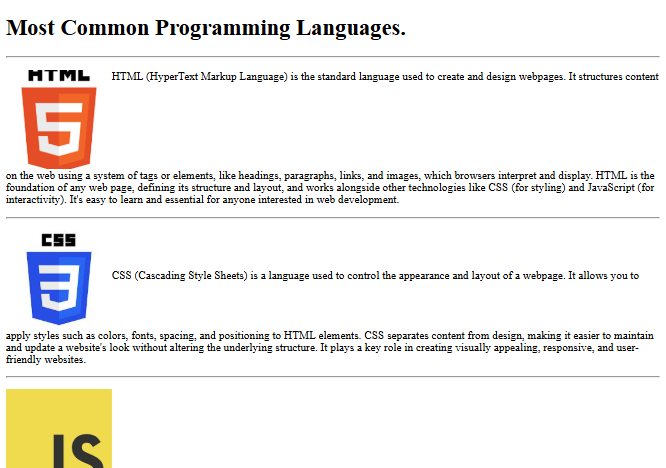 Most Common Programming Languages.
HTML
5
HTML (HyperText Markup Language) is the standard language used to create and design webpages. It structures content
on the web using a system of tags or elements, like headings, paragraphs, links, and images, which browsers interpret and display. HTML is the
foundation of any web page, defining its structure and layout, and works alongside other technologies like CSS (for styling) and JavaScript (for
interactivity). It's easy to learn and essential for anyone interested in web development.
CSS
3
CSS (Cascading Style Sheets) is a language used to control the appearance and layout of a webpage. It allows you to
apply styles such as colors, fonts, spacing, and positioning to HTML elements. CSS separates content from design, making it easier to maintain
and update a website's look without altering the underlying structure. It plays a key role in creating visually appealing, responsive, and user-
friendly websites.
JS